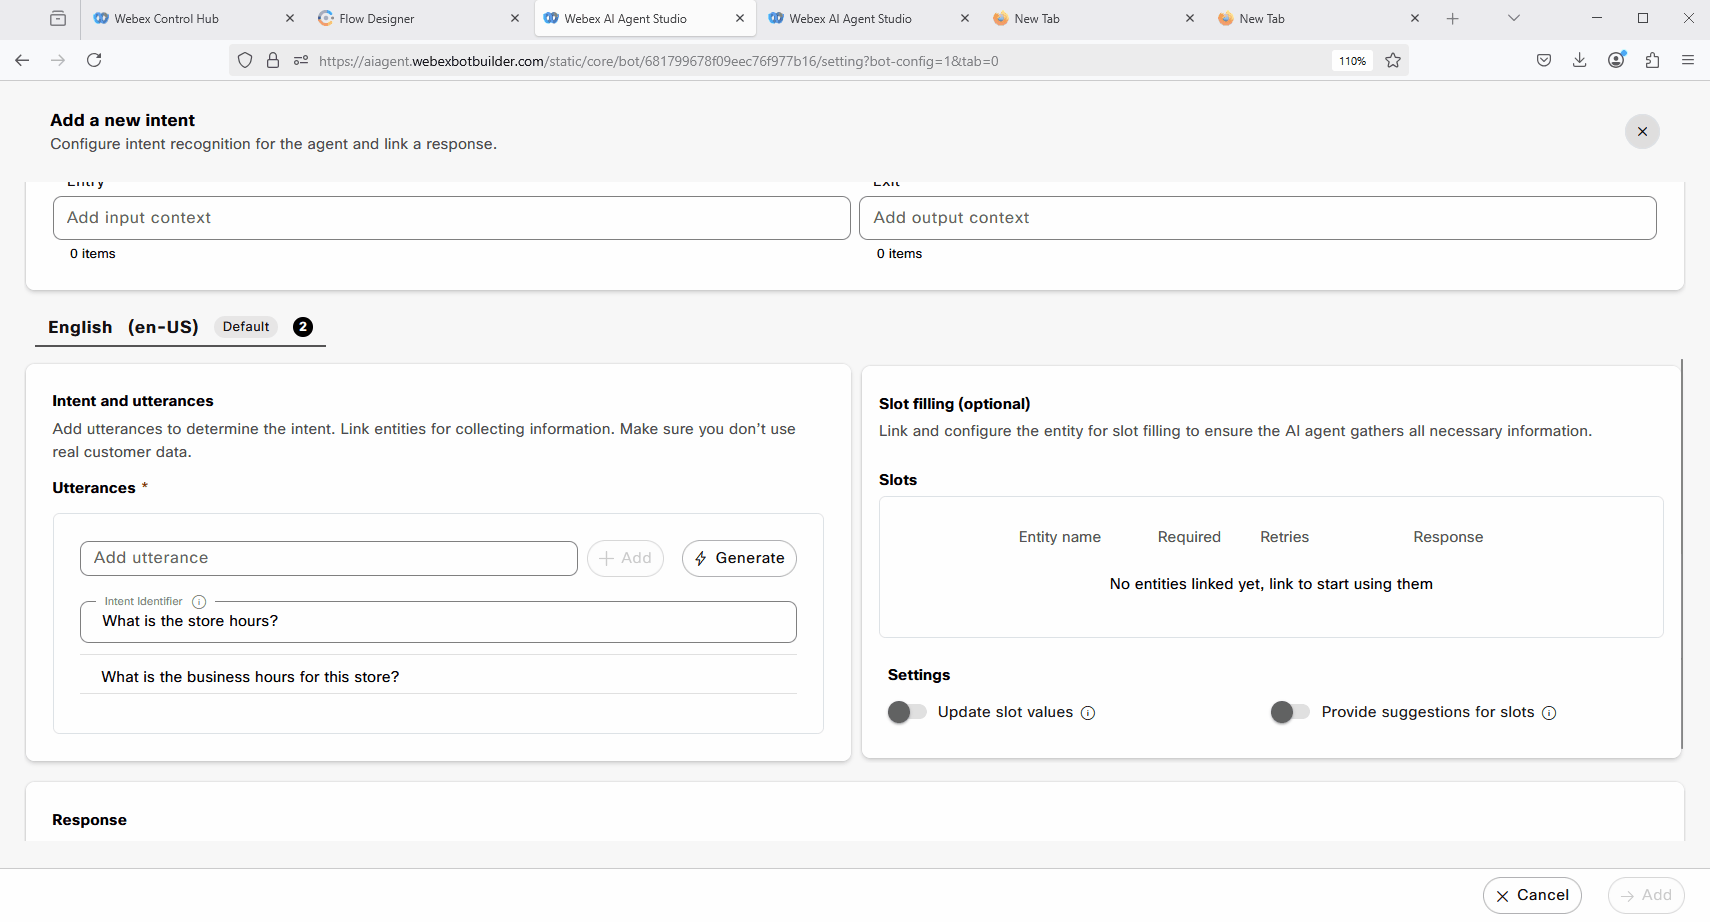 Webex Control Hub
Flow Designer
Webex AI Agent Studio
Webex AI Agent Studio
New Tab
New Tab
https://aiagent.webexbotbuilder.com/static/core/bot/681799678f09eec76f977b16/setting?bot-config=1&tab=0
110%
Add a new intent
Configure intent recognition for the agent and link a response.
Entry
Exit
Add input context
Add output context
0 items
0 items
English (en-US) Default 2
Intent and utterances
Add utterances to determine the intent. Link entities for collecting information. Make sure you don't use
real customer data.
Utterances *
Add utterance
Add
Generate
Intent Identifier
What is the store hours?
What is the business hours for this store?
Slot filling (optional)
Link and configure the entity for slot filling to ensure the AI agent gathers all necessary information.
Slots
Entity name Required Retries Response
No entities linked yet, link to start using them
Settings
Update slot values
Provide suggestions for slots
Response
Cancel
Add